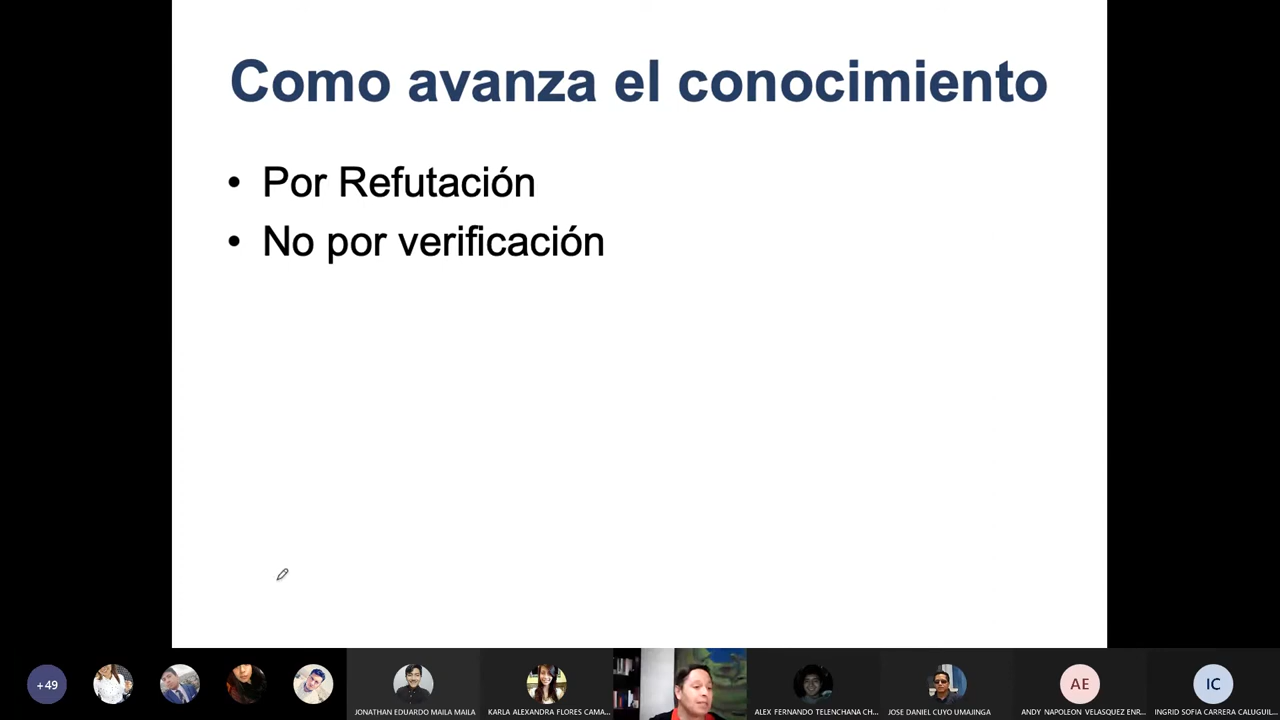 Como avanza el conocimiento
• Por Refutación
• No por verificación
+49
JONATHAN EDUARDO MAILA MAILA
KARLA ALEXANDRA FLORES CAMA...
ALEX FERNANDO TELENCHANA CH...
JOSE DANIEL CUYO UMAJINGA
AE
ANDY NAPOLEON VELASQUEZ ENR...
IC
INGRID SOFIA CARRERA CALUGUIL...